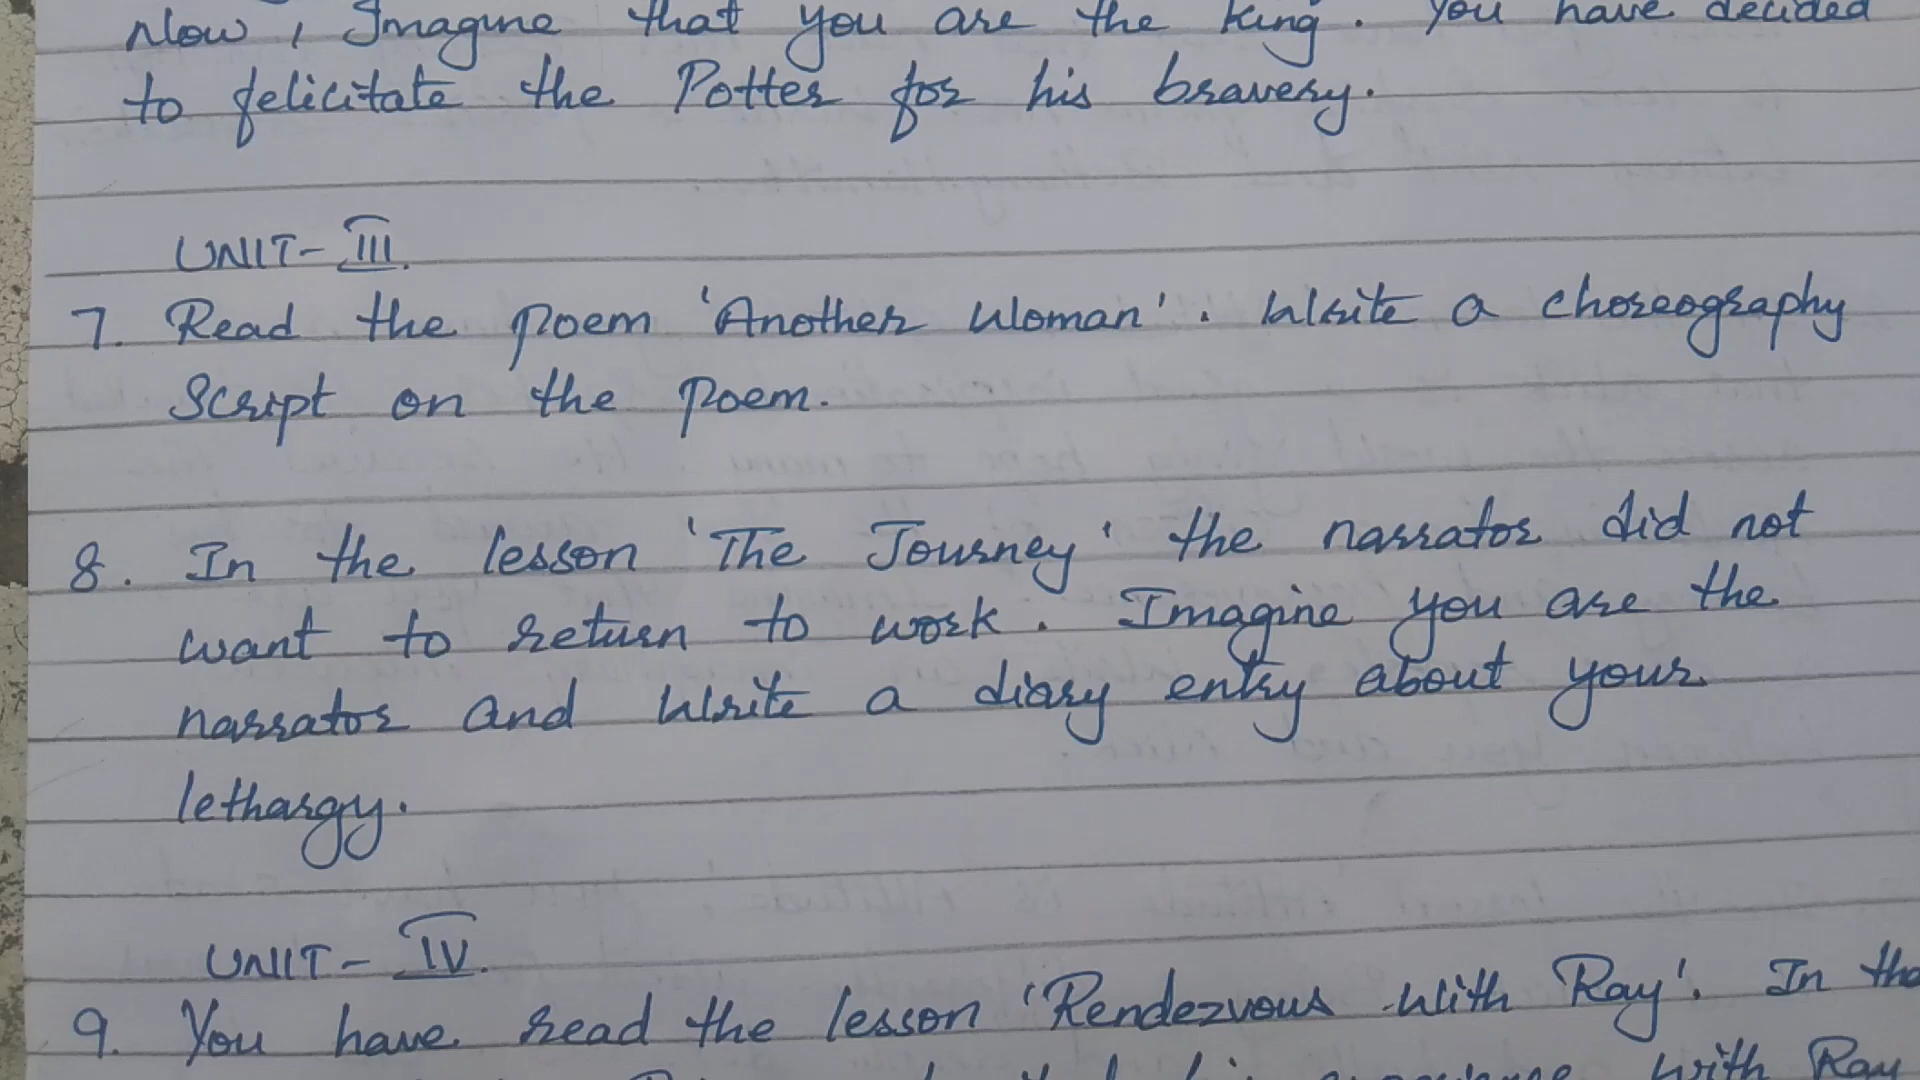 Now, Imagine that you are the King. You have decided
to felicitate the Potter for his bravery.
UNIT-III.
7. Read the poem 'Another Woman'. Write a choreography
Script on the poem.
8. In the lesson 'The Journey' the narrator did not
want to return to work. Imagine you are the
narrator and Write a diary entry about your
lethargy.
UNIT-IV.
9. You have read the lesson 'Rendezvous with Ray'. In the
with Ray